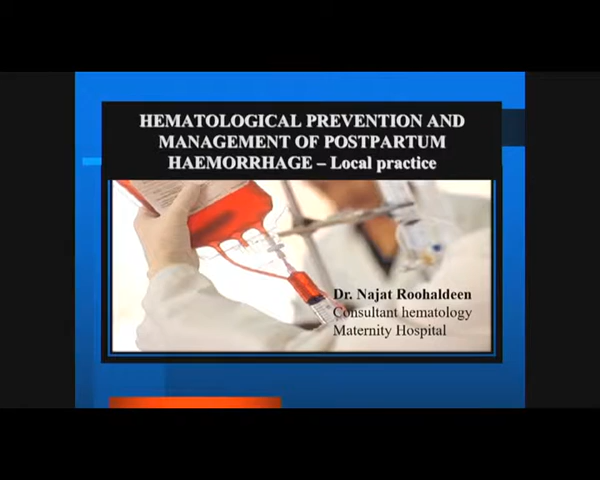 HEMATOLOGICAL PREVENTION AND
MANAGEMENT OF POSTPARTUM
HAEMORRHAGE – Local practice
Dr. Najat Roohaldeen
Consultant hematology
Maternity Hospital